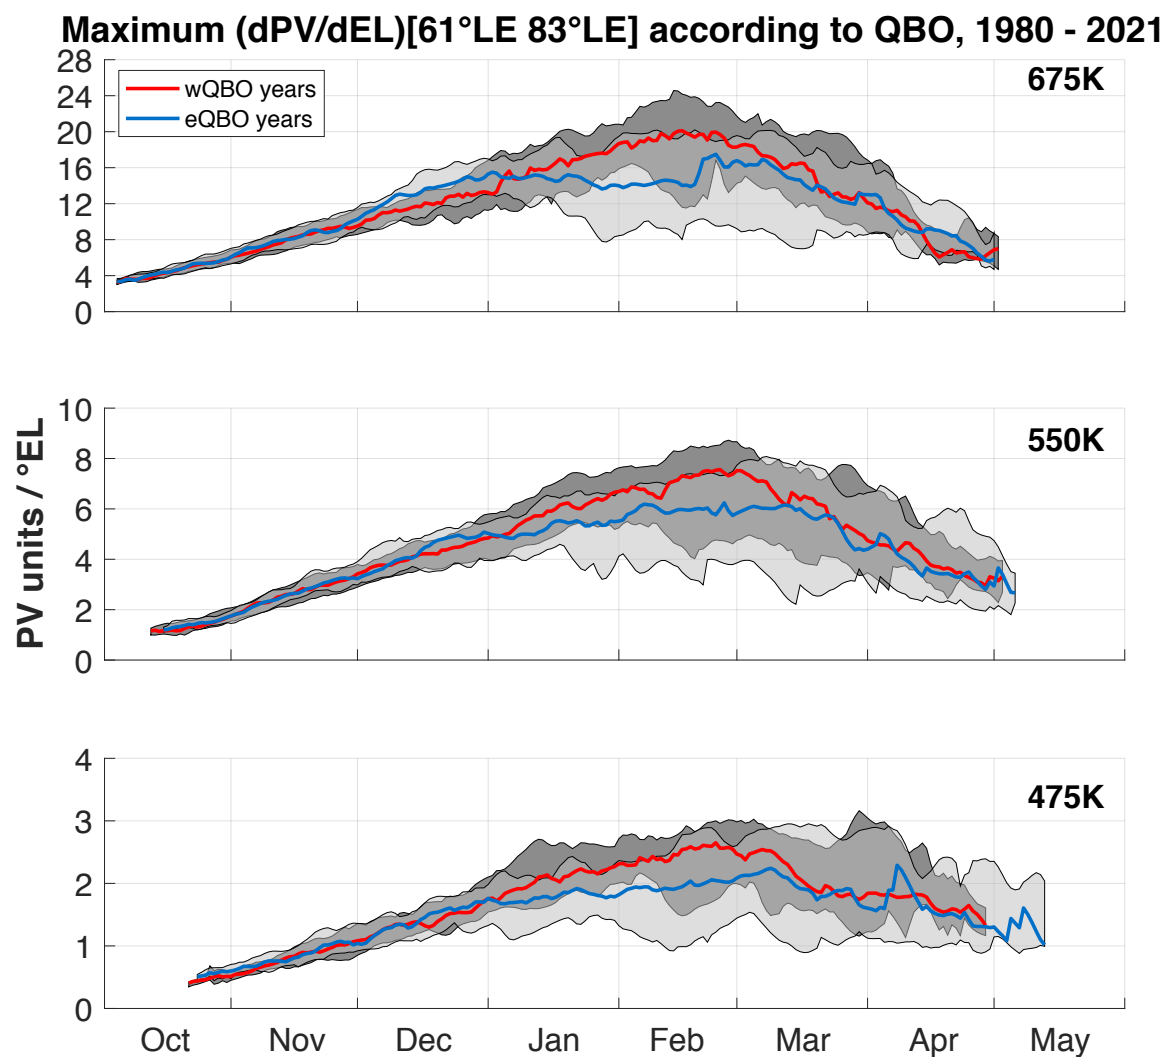 Maximum (dPV/dEL)[61°LE 83°LE] according to QBO, 1980 - 2021
28
24
20
16
12
8
4
0
wQBO years
eQBO years
675K
PV units / °EL
10
8
6
4
2
0
550K
4
3
2
1
0
475K
Oct Nov Dec Jan Feb Mar Apr May